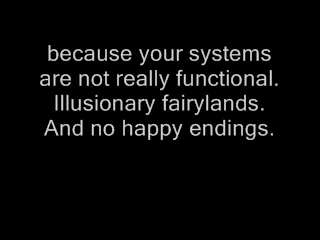 because your systems
are not really functional.
Illusionary fairylands.
And no happy endings.